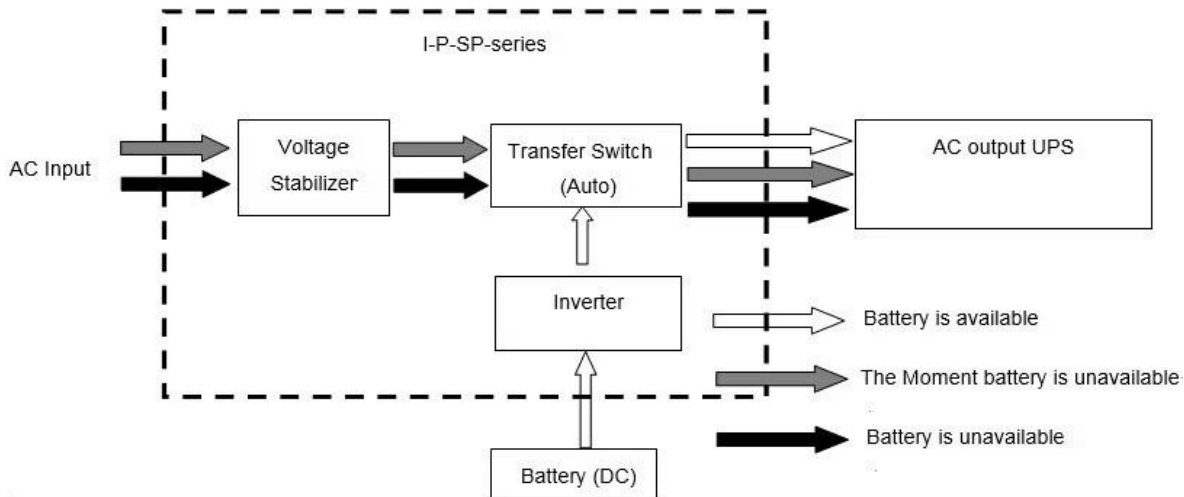 I-P-SP-series
AC Input
Voltage
Stabilizer
Transfer Switch
(Auto)
AC output UPS
Inverter
Battery (DC)
Battery is available
The Moment battery is unavailable
Battery is unavailable